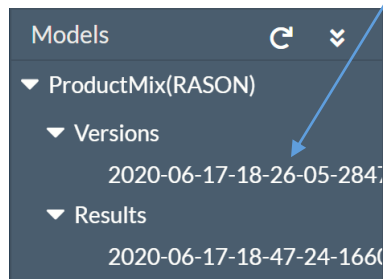 Models
ProductMix(RASON)
Versions
2020-06-17-18-26-05-2847
Results
2020-06-17-18-47-24-1660